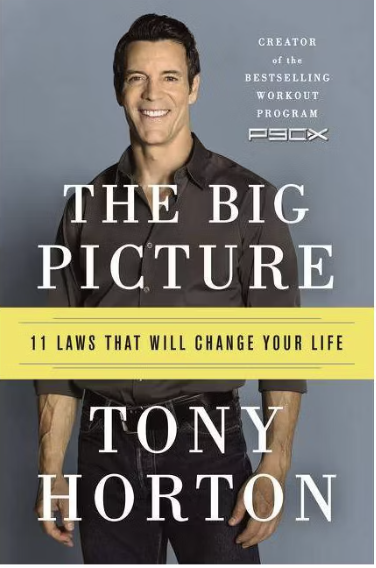 CREATOR
of the
BESTSELLING
WORKOUT
PROGRAM
P90X
THE BIG
PICTURE
11 LAWS THAT WILL CHANGE YOUR LIFE
TONY
HORTON